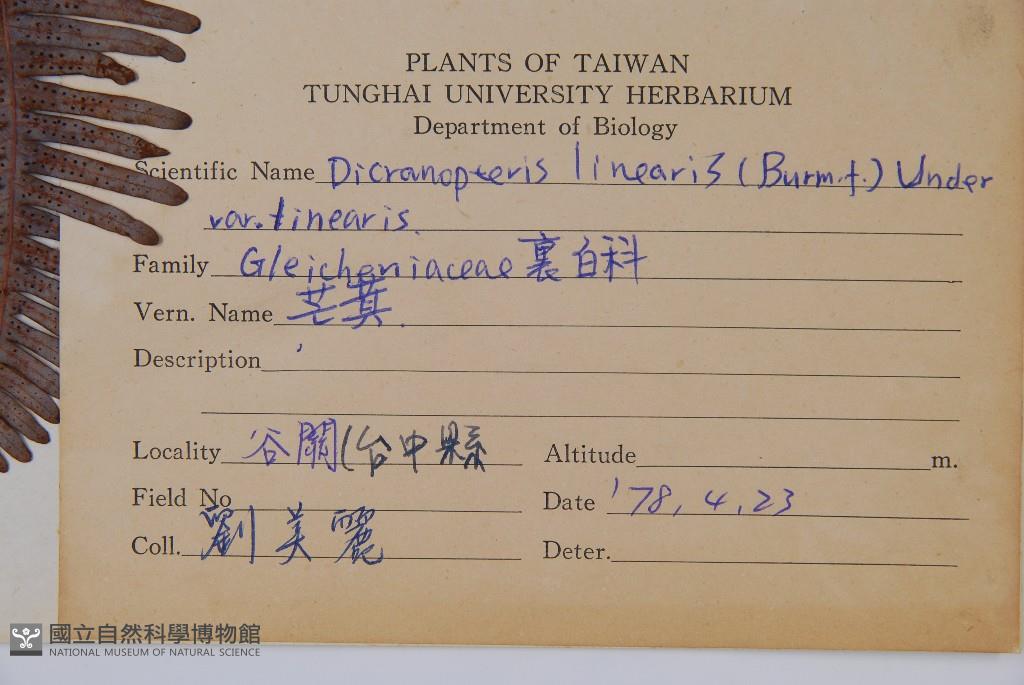 PLANTS OF TAIWAN
TUNGHAI UNIVERSITY HERBARIUM
Department of Biology
Scientific Name Dicranopteris linearis (Burm.f.) Under
var. linearis.
Family Gleicheniaceae 裏白科
Vern. Name 芒萁.
Description
Locality 谷關(台中縣
Altitude m.
Field No
Date '78, 4, 23
Coll. 劉美麗
Deter.
國立自然科學博物館
NATIONAL MUSEUM OF NATURAL SCIENCE